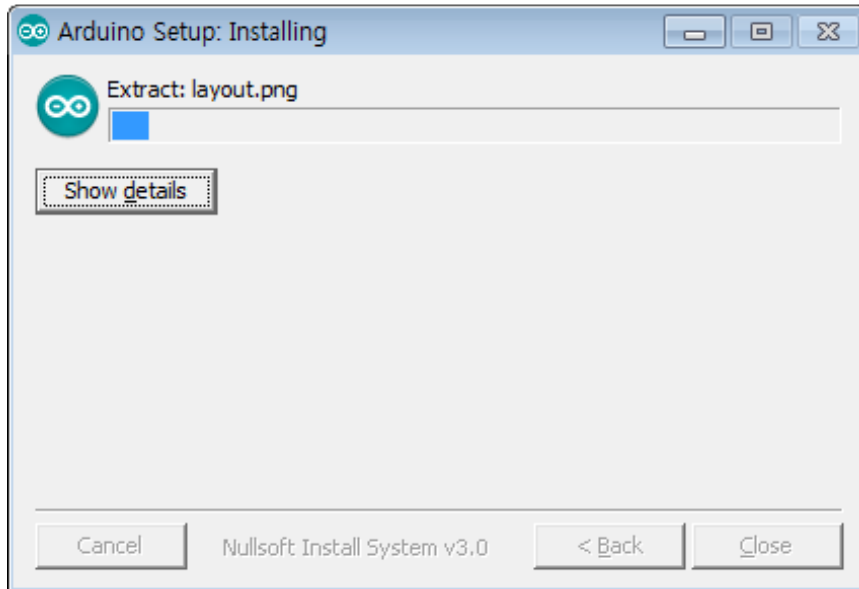 Arduino Setup: Installing
Extract: layout.png
Show details
Cancel
Nullsoft Install System v3.0
< Back
Close